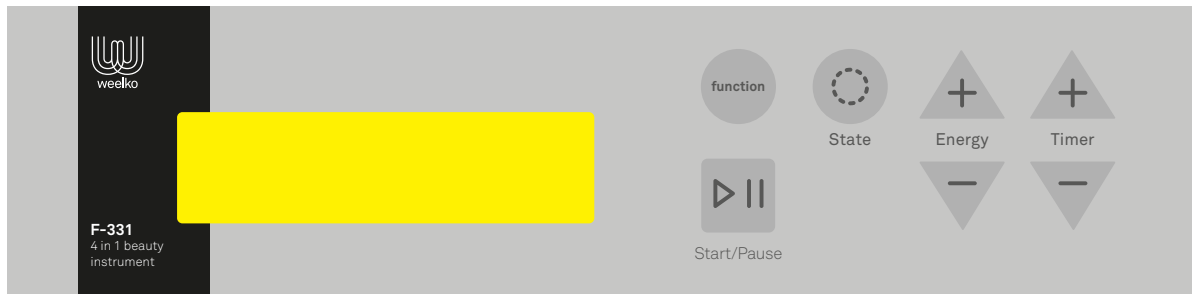 weelko
F-331
4 in 1 beauty
instrument
function
State
Energy
Timer
Start/Pause